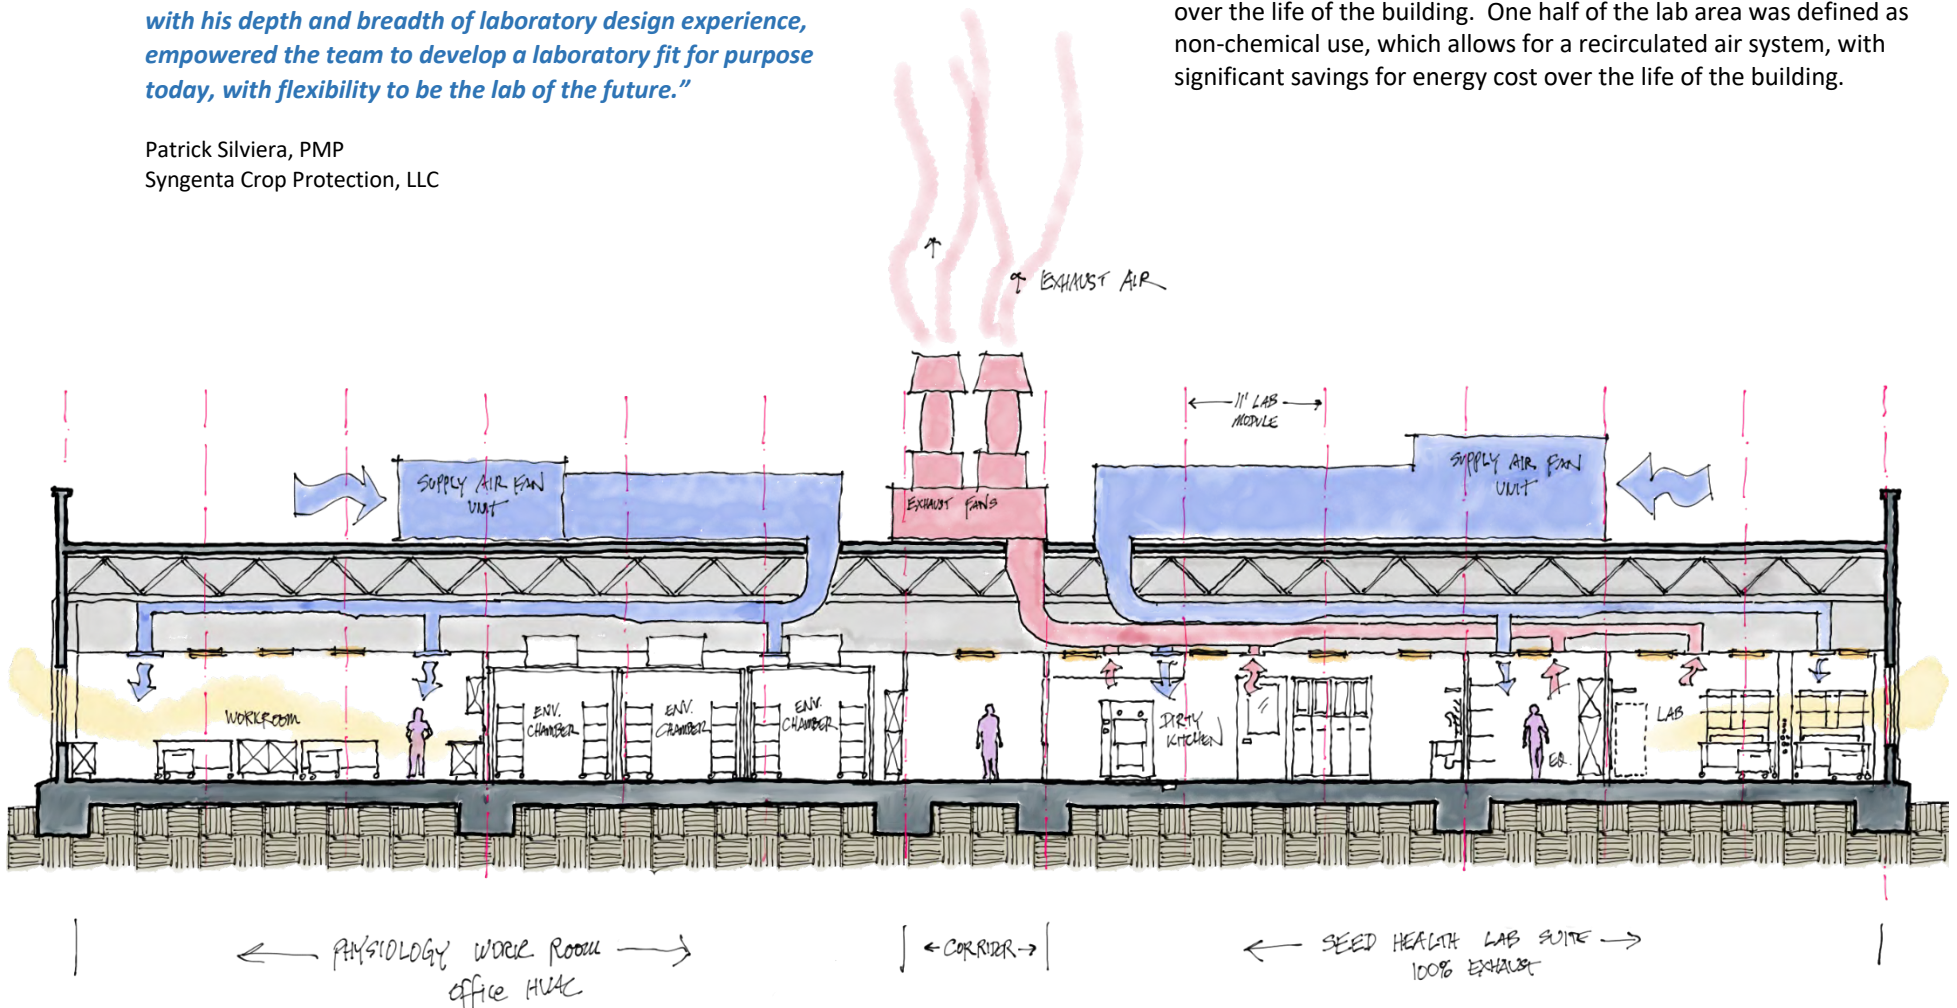 with his depth and breadth of laboratory design experience,
empowered the team to develop a laboratory fit for purpose
today, with flexibility to be the lab of the future.”
Patrick Silviera, PMP
Syngenta Crop Protection, LLC
over the life of the building.  One half of the lab area was defined as
non-chemical use, which allows for a recirculated air system, with
significant savings for energy cost over the life of the building.
EXHAUST AIR
11' LAB
MODULE
SUPPLY AIR FAN
UNIT
EXHAUST FANS
SUPPLY AIR FAN
UNIT
WORKROOM
ENV.
CHAMBER
ENV.
CHAMBER
ENV.
CHAMBER
DIRTY
KITCHEN
EQ.
LAB
PHYSIOLOGY WORK ROOM
OFFICE HVAC
CORRIDOR
SEED HEALTH LAB SUITE
100% EXHAUST